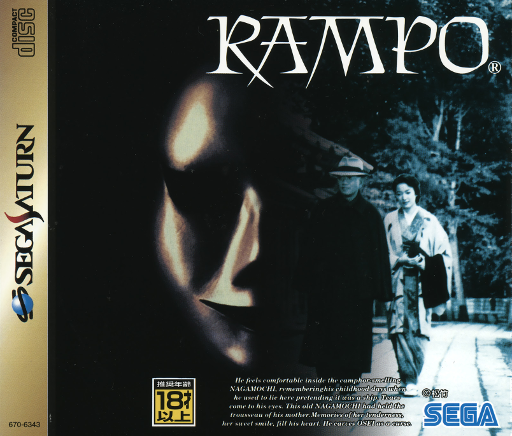 COMPACT
disc
RAMPO®
SEGA SATURN
推奨年齢
18才
以上
He feels comfortable inside the camphor-smelling
NAGAMOCHI, remembering his childhood days when
he used to lie here pretending it was a ship. Tears
come to his eyes. This old NAGAMOCHI had held the
trousseau of his mother. Memories of her tenderness,
her sweet smile, fill his heart. He curves OSEI as a curse.
©松竹
SEGA
670-6343